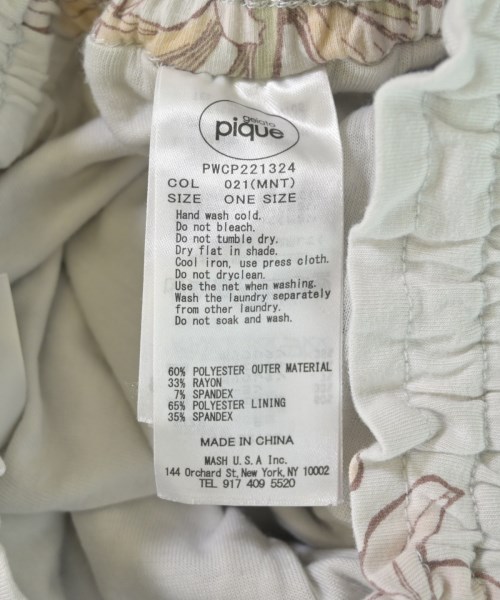 gelato
pique
PWCP221324
COL 021(MNT)
SIZE ONE SIZE
Hand wash cold.
Do not bleach.
Do not tumble dry.
Dry flat in shade.
Cool iron, use press cloth.
Do not dryclean.
Use the net when washing.
Wash the laundry separately
from other laundry.
Do not soak and wash.
60% POLYESTER OUTER MATERIAL
33% RAYON
7% SPANDEX
65% POLYESTER LINING
35% SPANDEX
MADE IN CHINA
MASH U.S.A Inc.
144 Orchard St, New York, NY 10002
TEL 917 409 5520